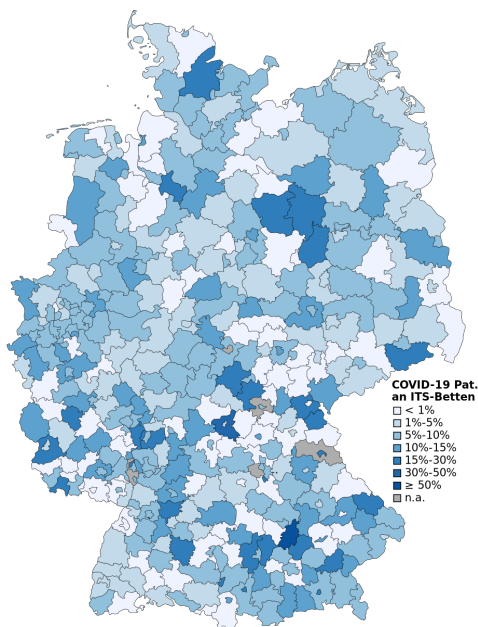 COVID-19 Pat.
an ITS-Betten
< 1%
1%-5%
5%-10%
10%-15%
15%-30%
30%-50%
≥ 50%
n.a.